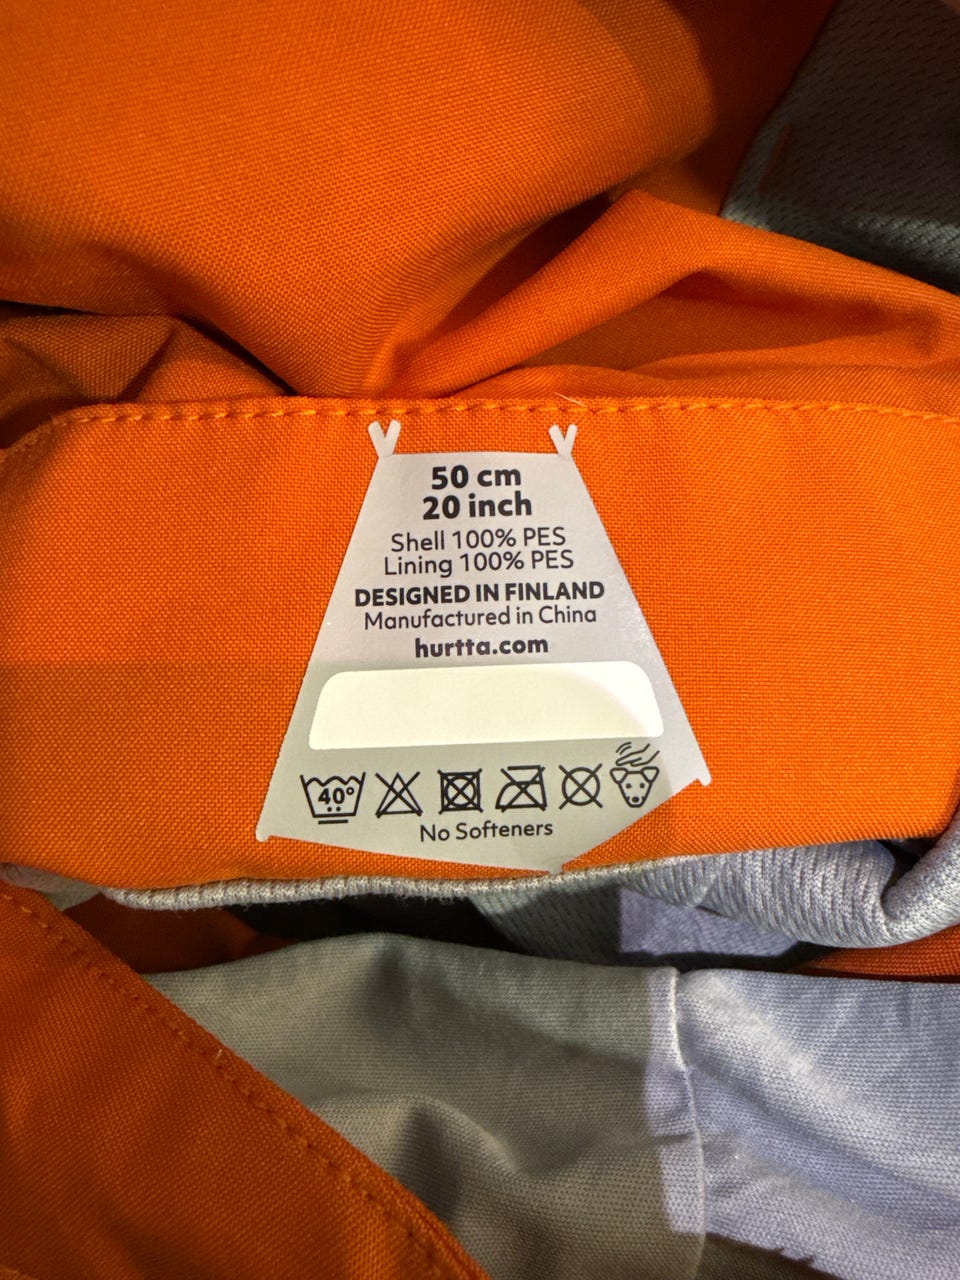 50 cm
20 inch
Shell 100% PES
Lining 100% PES
DESIGNED IN FINLAND
Manufactured in China
hurtta.com
40°
No Softeners